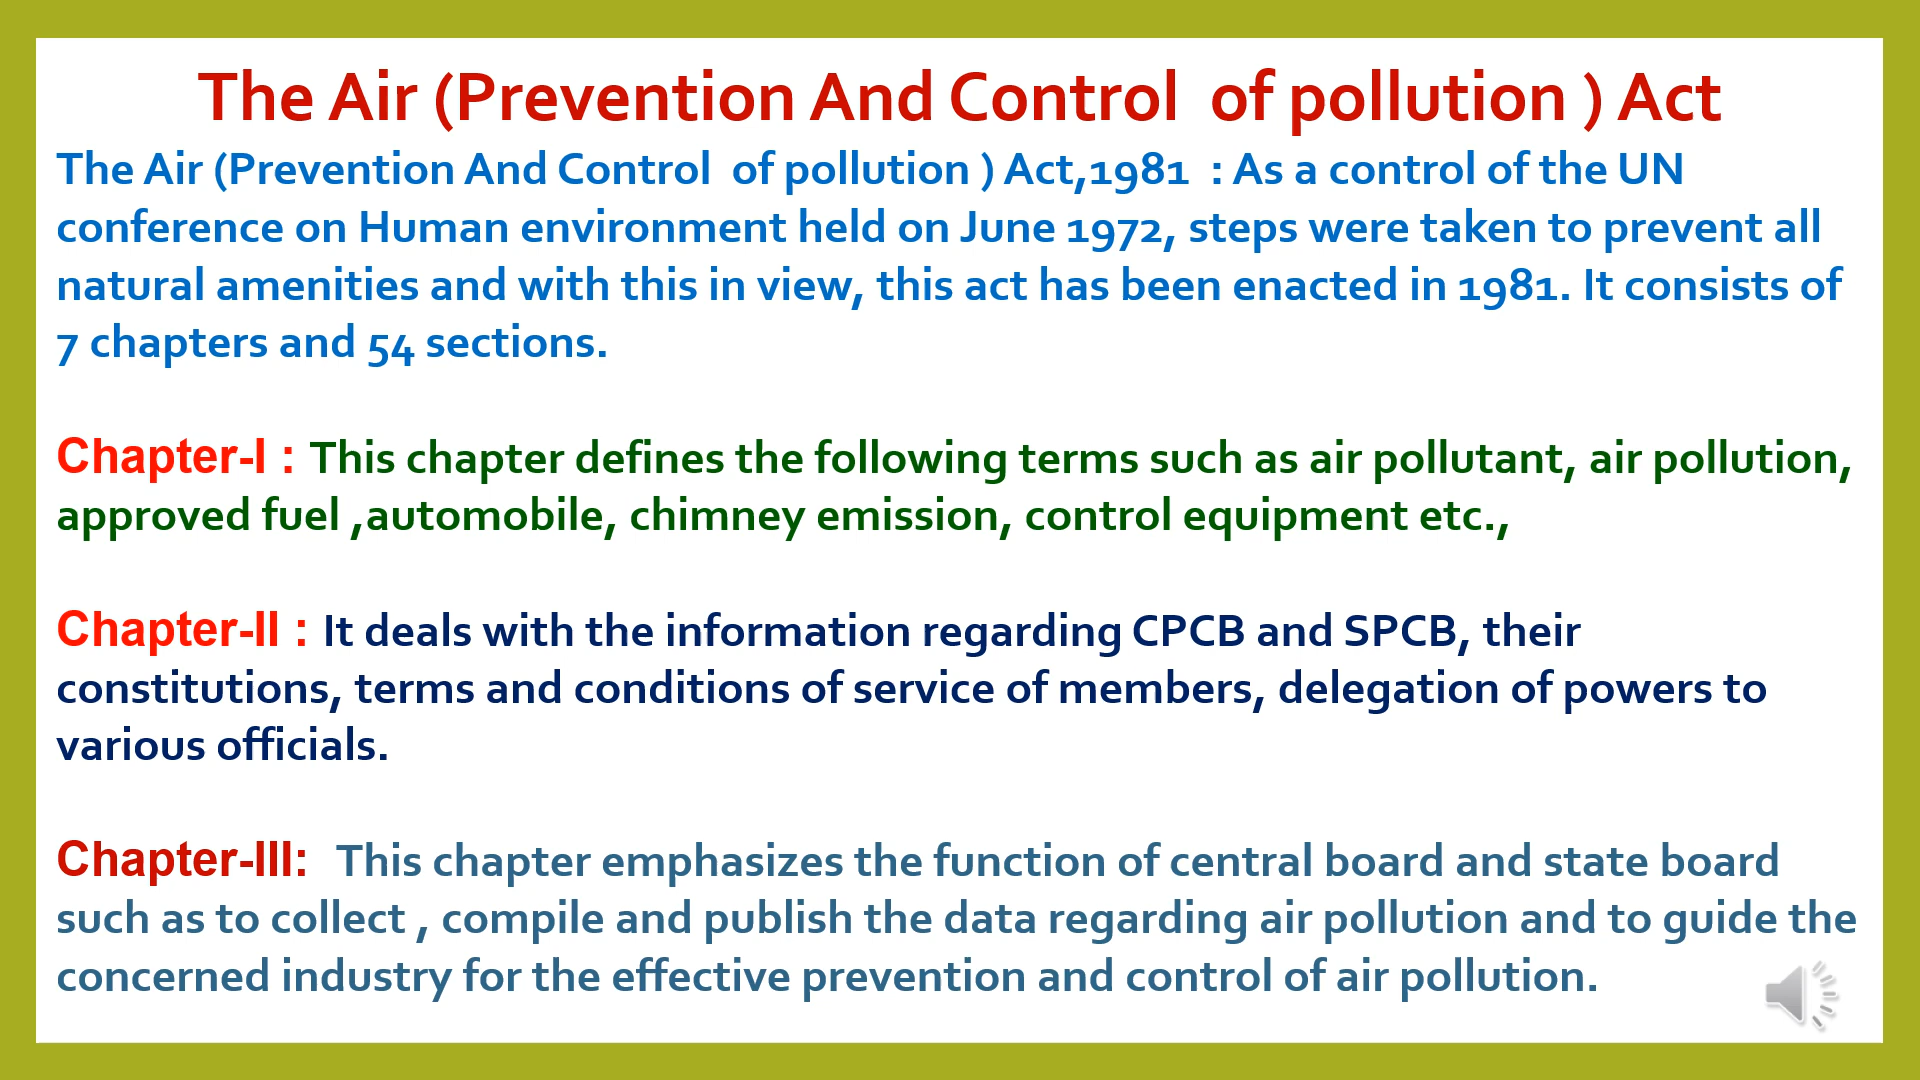 The Air (Prevention And Control  of pollution ) Act
The Air (Prevention And Control  of pollution ) Act,1981  : As a control of the UN
conference on Human environment held on June 1972, steps were taken to prevent all
natural amenities and with this in view, this act has been enacted in 1981. It consists of
7 chapters and 54 sections.
Chapter-I : This chapter defines the following terms such as air pollutant, air pollution,
approved fuel ,automobile, chimney emission, control equipment etc.,
Chapter-II : It deals with the information regarding CPCB and SPCB, their
constitutions, terms and conditions of service of members, delegation of powers to
various officials.
Chapter-III:  This chapter emphasizes the function of central board and state board
such as to collect , compile and publish the data regarding air pollution and to guide the
concerned industry for the effective prevention and control of air pollution.